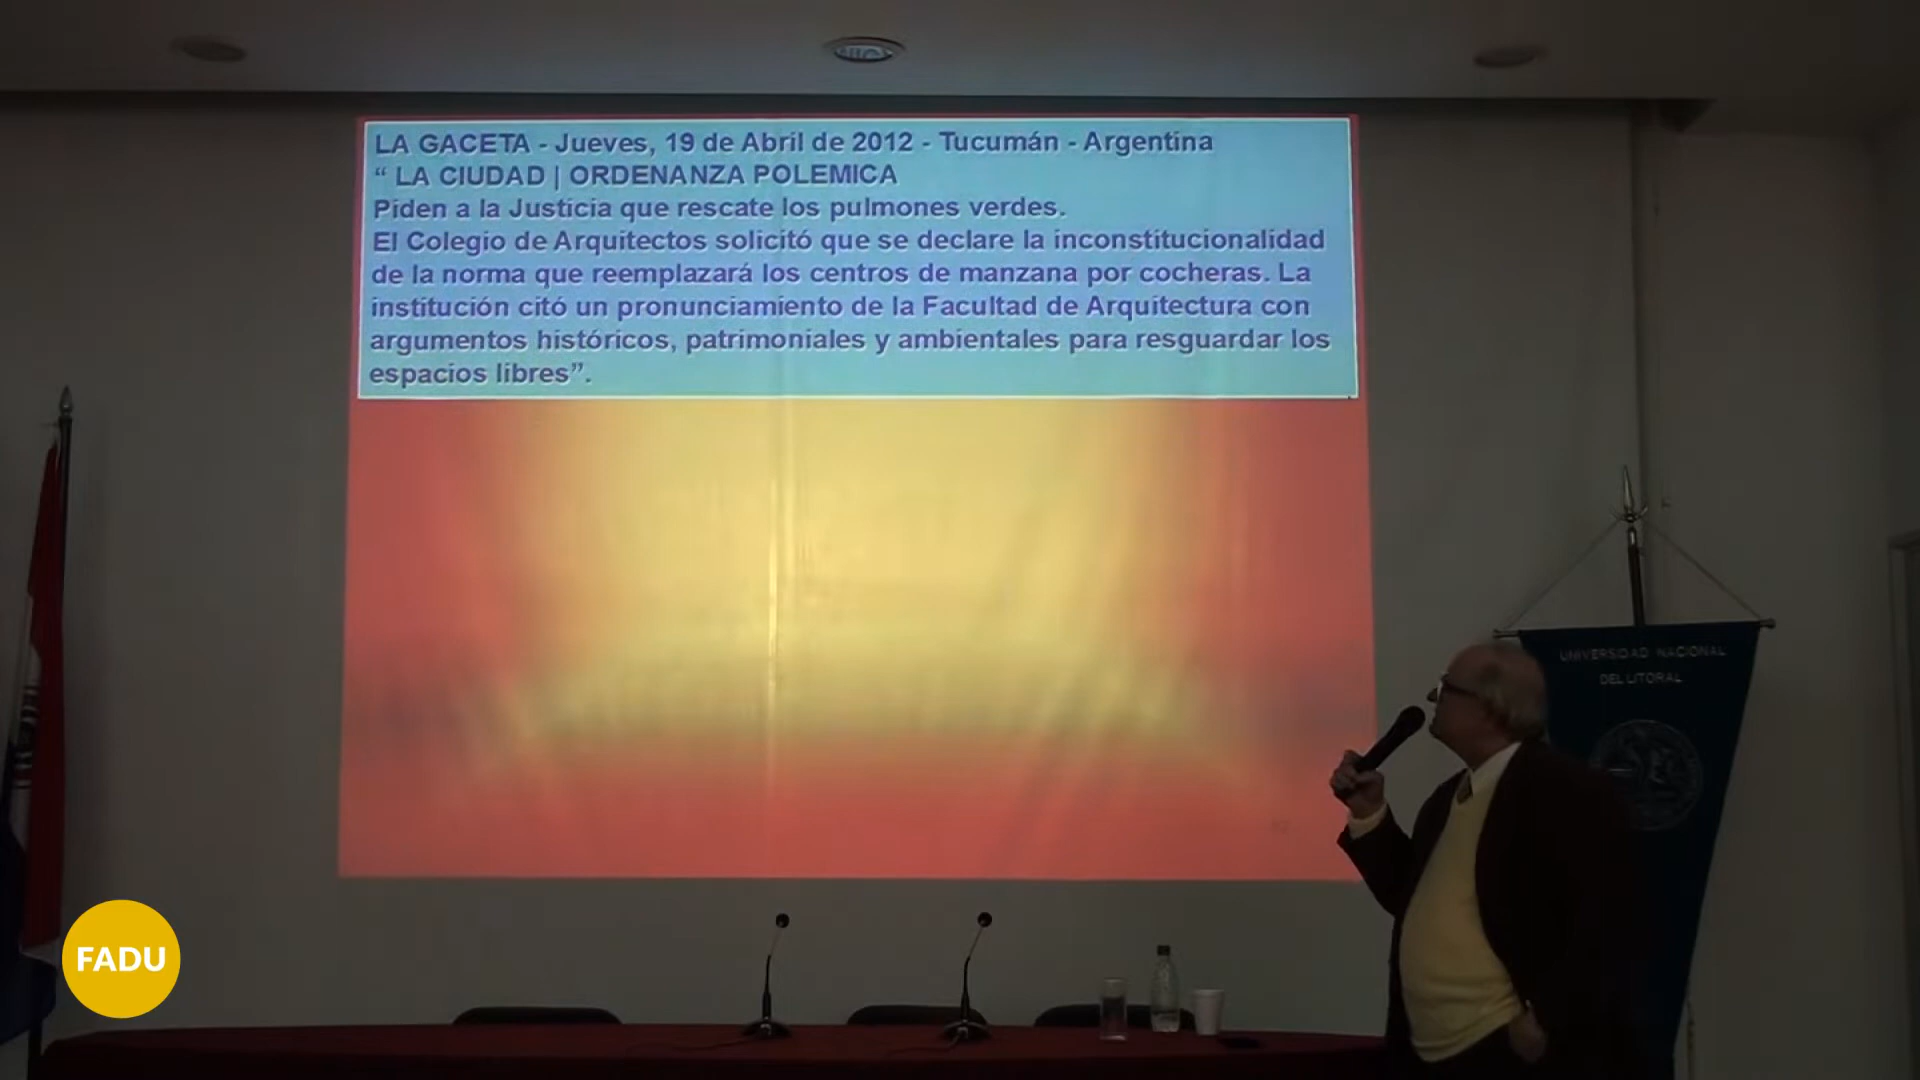 LA GACETA - Jueves, 19 de Abril de 2012 - Tucumán - Argentina
“ LA CIUDAD | ORDENANZA POLEMICA
Piden a la Justicia que rescate los pulmones verdes.
El Colegio de Arquitectos solicitó que se declare la inconstitucionalidad
de la norma que reemplazará los centros de manzana por cocheras. La
institución citó un pronunciamiento de la Facultad de Arquitectura con
argumentos históricos, patrimoniales y ambientales para resguardar los
espacios libres”.
UNIVERSIDAD NACIONAL
DEL LITORAL
FADU